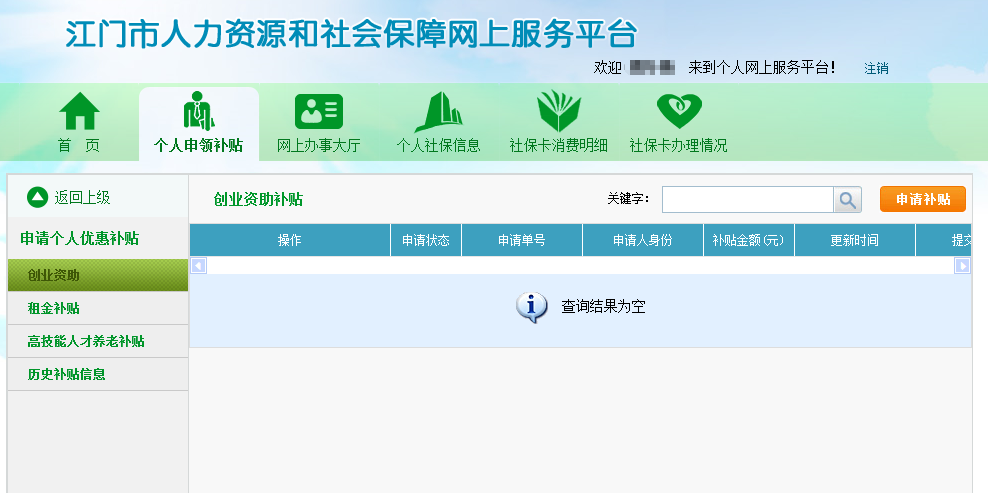 江门市人力资源和社会保障网上服务平台
欢迎 来到个人网上服务平台! 注销
首 页 个人申领补贴 网上办事大厅 个人社保信息 社保卡消费明细 社保卡办理情况
返回上级
创业资助补贴 关键字: 申请补贴
申请个人优惠补贴
操作 申请状态 申请单号 申请人身份 补贴金额(元) 更新时间 提交
创业资助
租金补贴
高技能人才养老补贴
历史补贴信息
查询结果为空